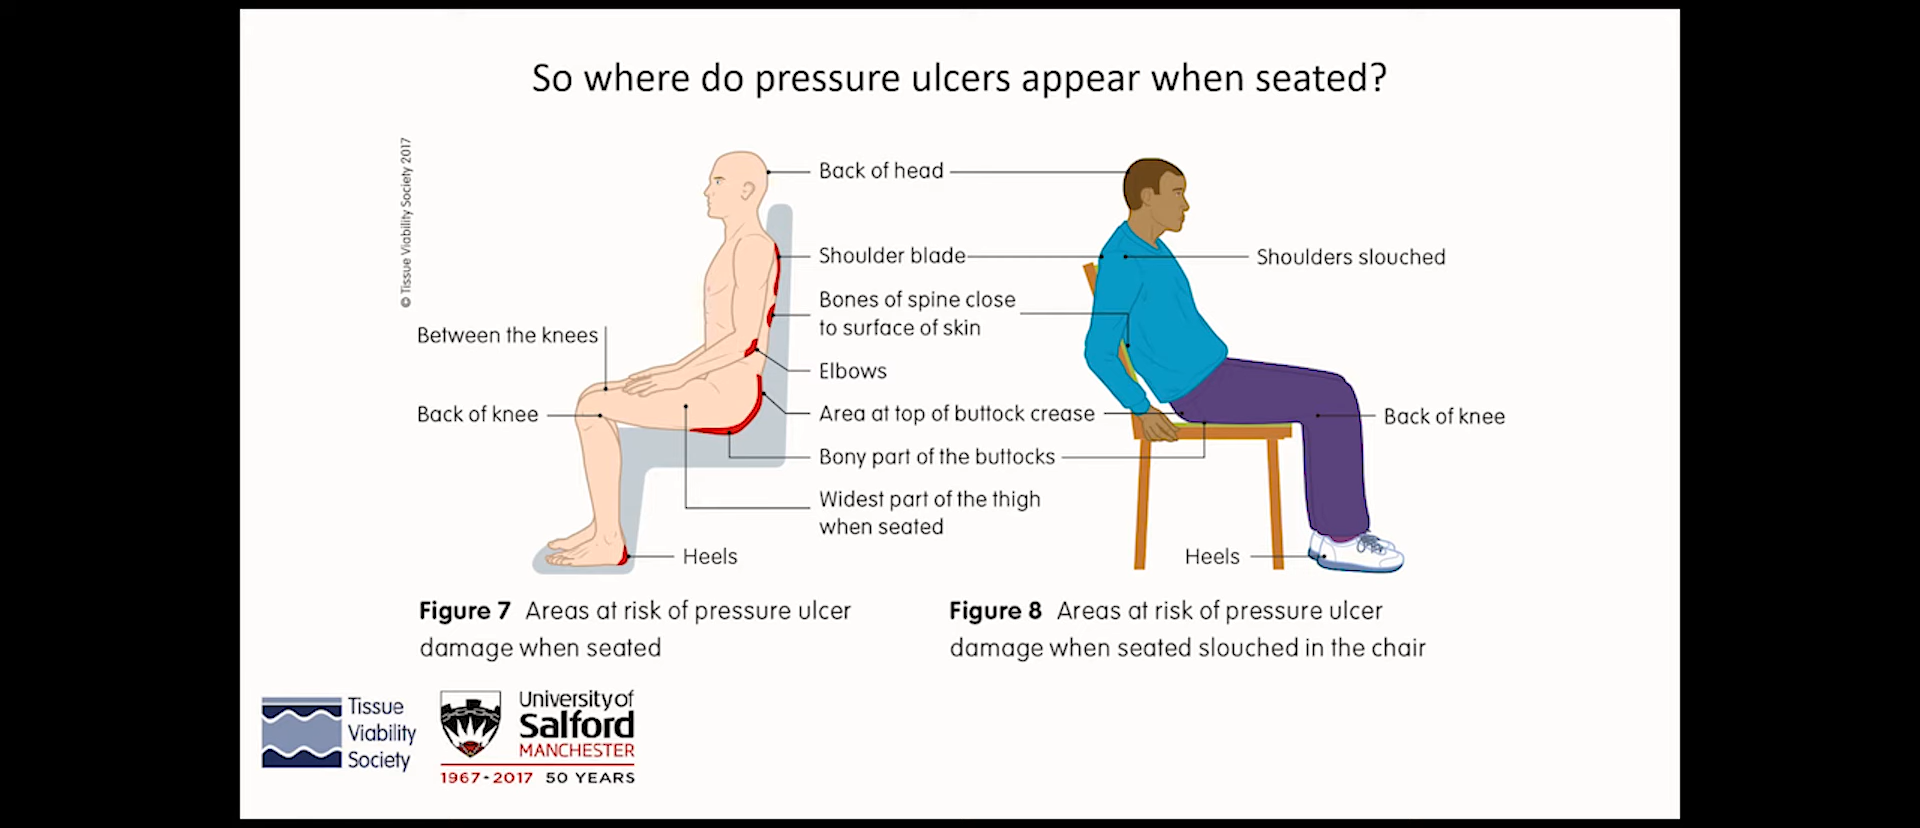 So where do pressure ulcers appear when seated?
© Tissue Viability Society 2017
Back of head
Shoulder blade
Shoulders slouched
Bones of spine close
to surface of skin
Between the knees
Elbows
Back of knee
Area at top of buttock crease
Back of knee
Bony part of the buttocks
Widest part of the thigh
when seated
Heels
Heels
Figure 7 Areas at risk of pressure ulcer
damage when seated
Figure 8 Areas at risk of pressure ulcer
damage when seated slouched in the chair
Tissue
Viability
Society
University of
Salford
MANCHESTER
1967-2017 50 YEARS